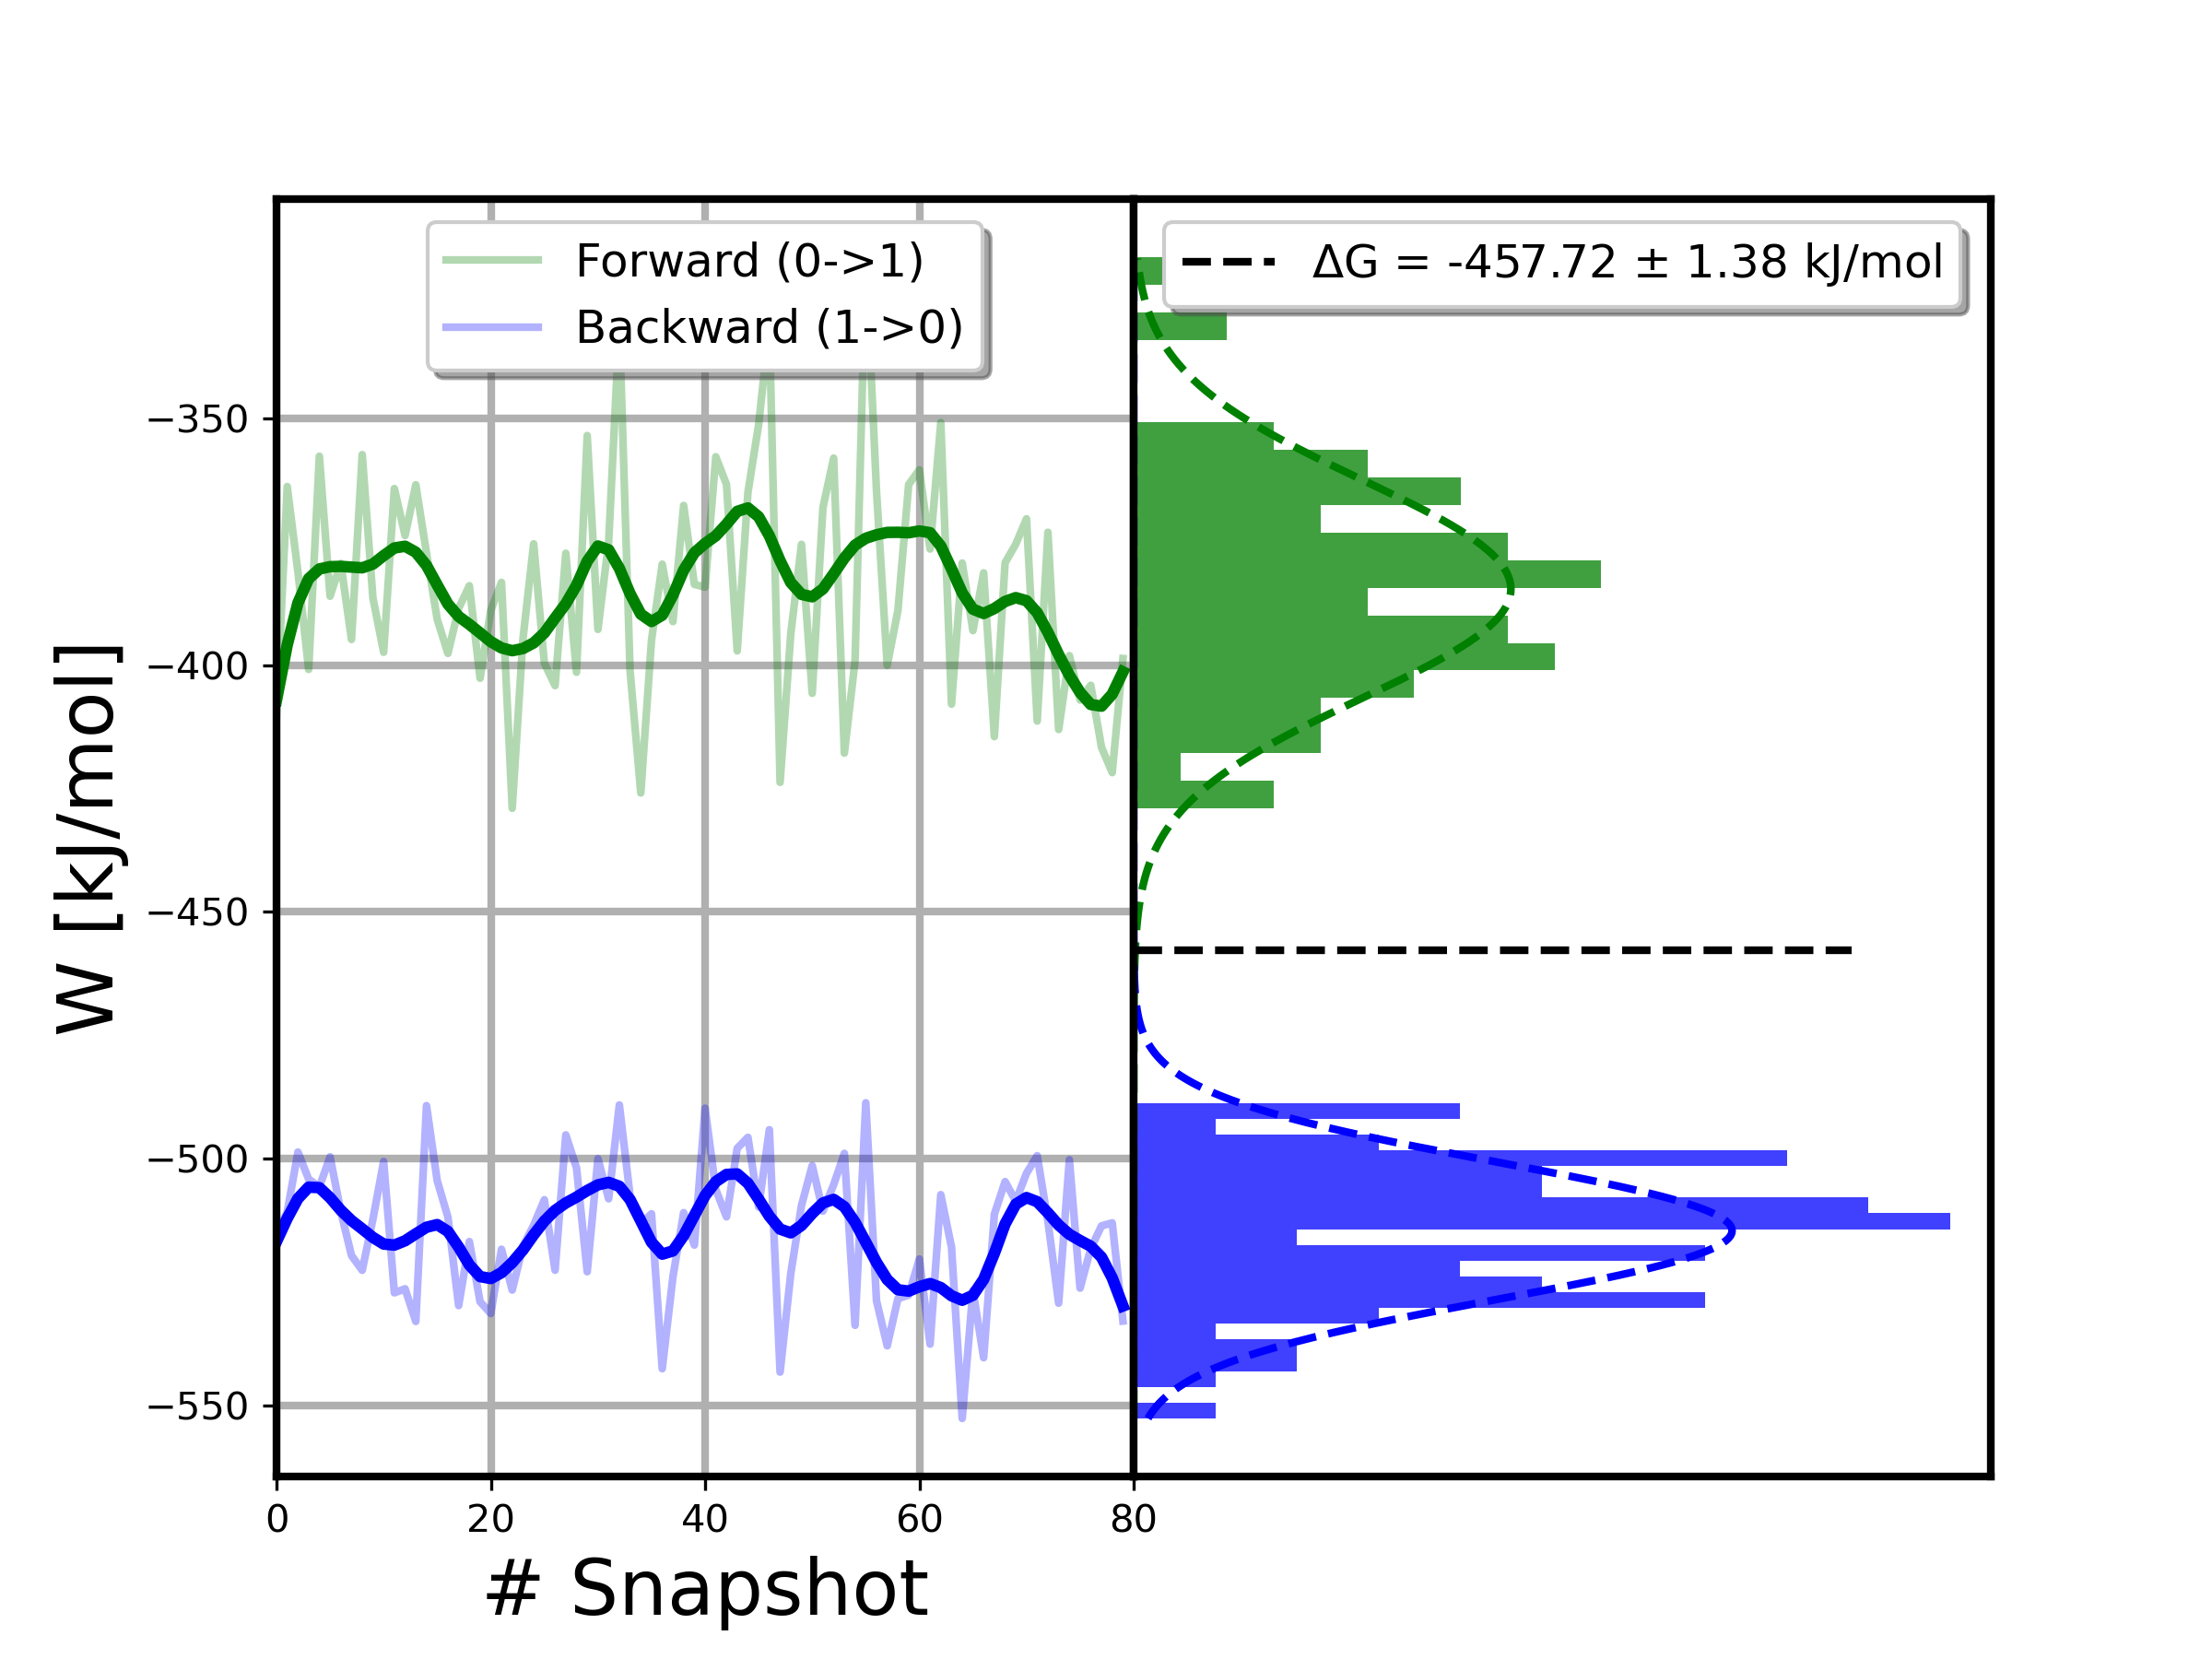 Forward (0->1)
Backward (1->0)
ΔG = -457.72 ± 1.38 kJ/mol
W [kJ/mol]
−350
−400
−450
−500
−550
0 20 40 60 80
# Snapshot